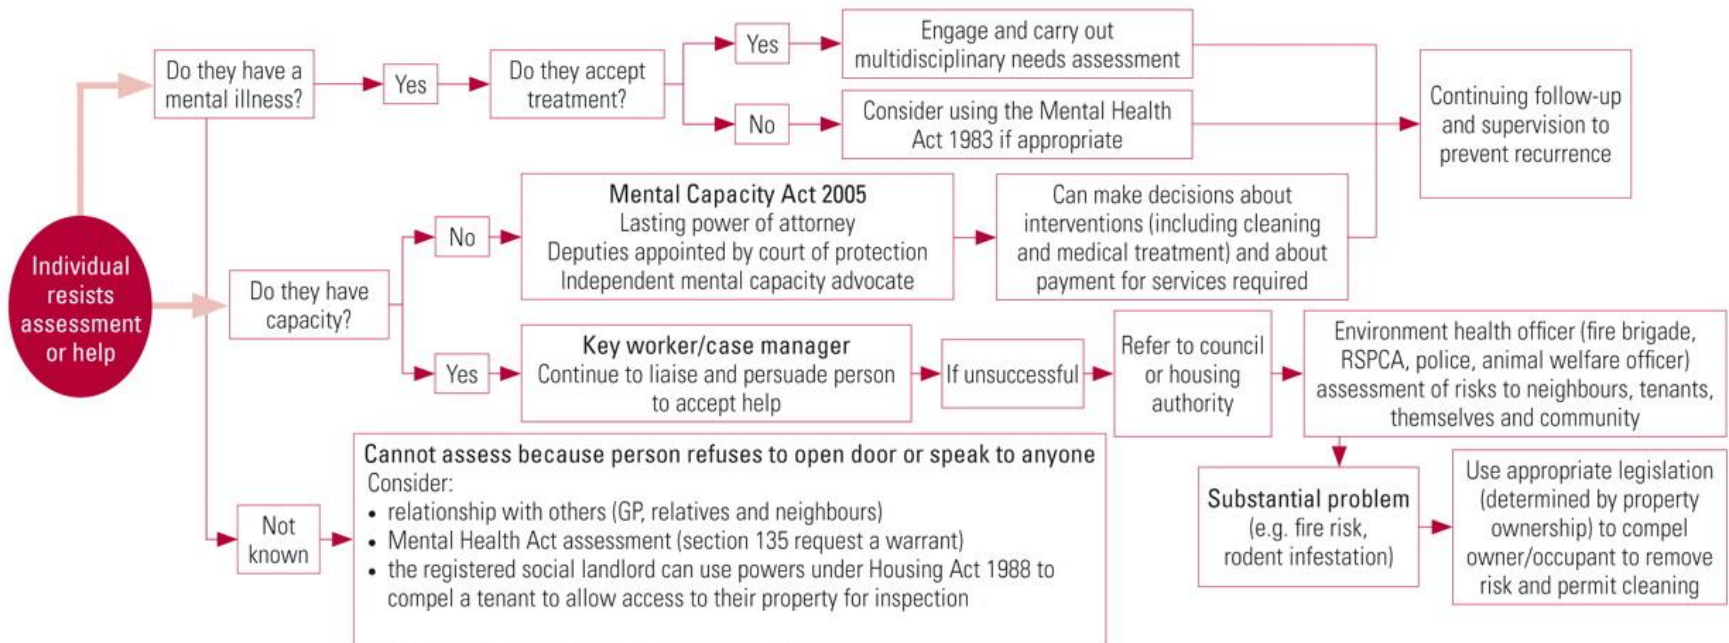 Individual
resists
assessment
or help
Do they have a
mental illness?
Yes
Do they accept
treatment?
Yes
Engage and carry out
multidisciplinary needs assessment
No
Consider using the Mental Health
Act 1983 if appropriate
Continuing follow-up
and supervision to
prevent recurrence
Do they have
capacity?
No
Mental Capacity Act 2005
Lasting power of attorney
Deputies appointed by court of protection
Independent mental capacity advocate
Can make decisions about
interventions (including cleaning
and medical treatment) and about
payment for services required
Yes
Key worker/case manager
Continue to liaise and persuade person
to accept help
If unsuccessful
Refer to council
or housing
authority
Environment health officer (fire brigade,
RSPCA, police, animal welfare officer)
assessment of risks to neighbours, tenants,
themselves and community
Substantial problem
(e.g. fire risk,
rodent infestation)
Use appropriate legislation
(determined by property
ownership) to compel
owner/occupant to remove
risk and permit cleaning
Not
known
Cannot assess because person refuses to open door or speak to anyone
Consider:
• relationship with others (GP, relatives and neighbours)
• Mental Health Act assessment (section 135 request a warrant)
• the registered social landlord can use powers under Housing Act 1988 to
compel a tenant to allow access to their property for inspection